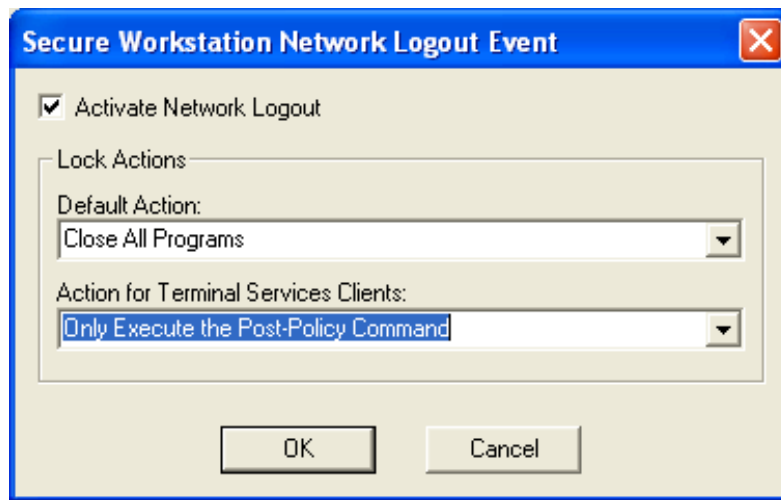 Secure Workstation Network Logout Event
Activate Network Logout
Lock Actions
Default Action:
Close All Programs
Action for Terminal Services Clients:
Only Execute the Post-Policy Command
OK Cancel